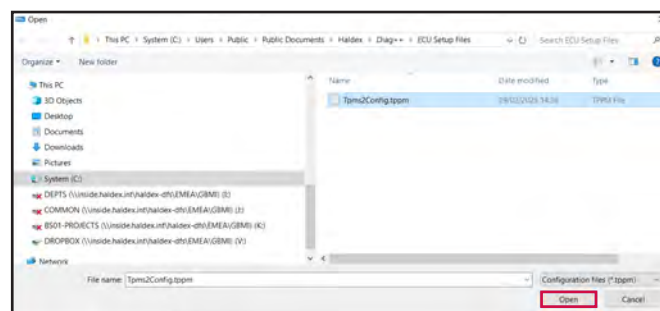 Open
This PC › System (C:) › Users › Public › Public Documents › Haldex › Diag++ › ECU Setup Files
Search ECU Setup Files
Organize
New folder
This PC
3D Objects
Desktop
Documents
Downloads
Pictures
System (C:)
DEPTS (\\inside.haldex.int\haldex-dfs\EMEA\GBMI) (I:)
COMMON (\\inside.haldex.int\haldex-dfs\EMEA\GBMI) (J:)
BS01-PROJECTS (\\inside.haldex.int\haldex-dfs\EMEA\GBMI) (K:)
DROPBOX (\\inside.haldex.int\haldex-dfs\EMEA\GBMI) (V:)
Network
Name Date modified Type
Tpms2Config.tppm TPPM File
File name: Tpms2Config.tppm
Configuration files (*.tppm)
Open Cancel